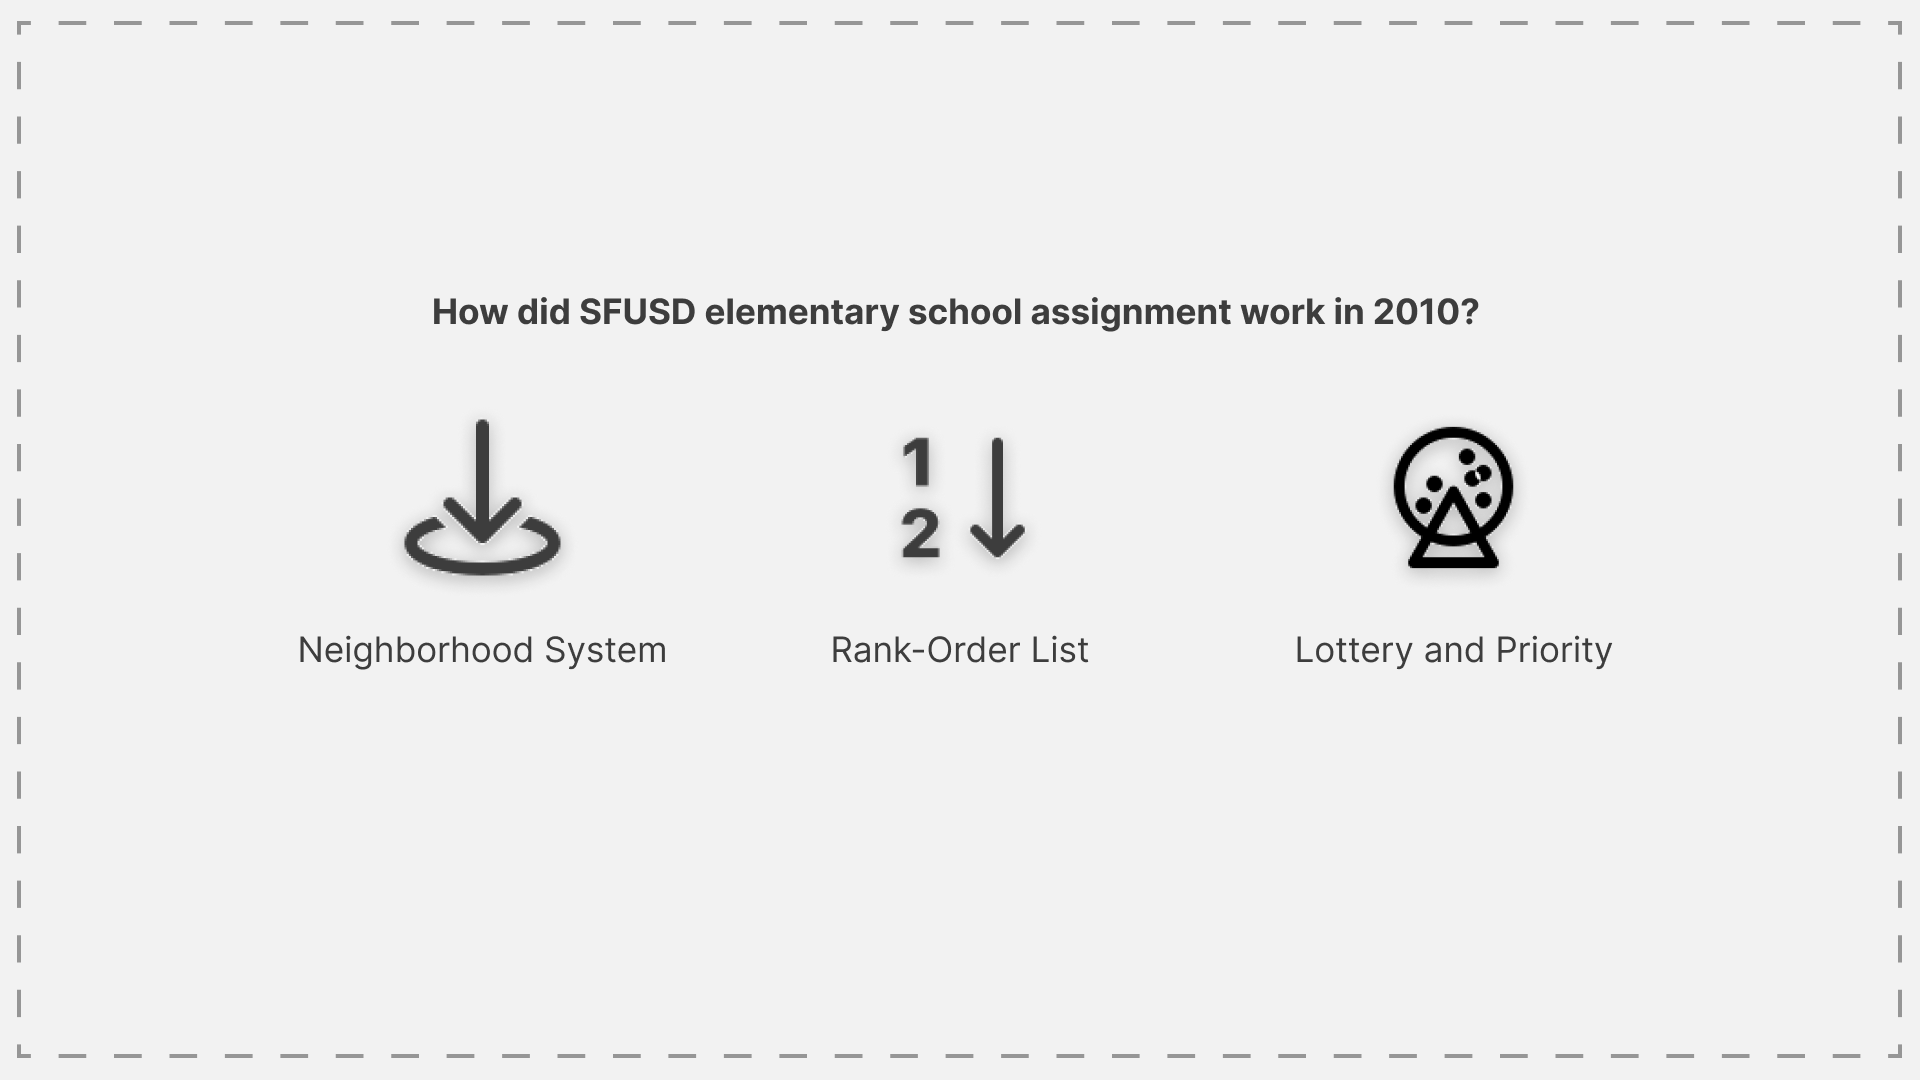 How did SFUSD elementary school assignment work in 2010?
1
2
Neighborhood System
Rank-Order List
Lottery and Priority